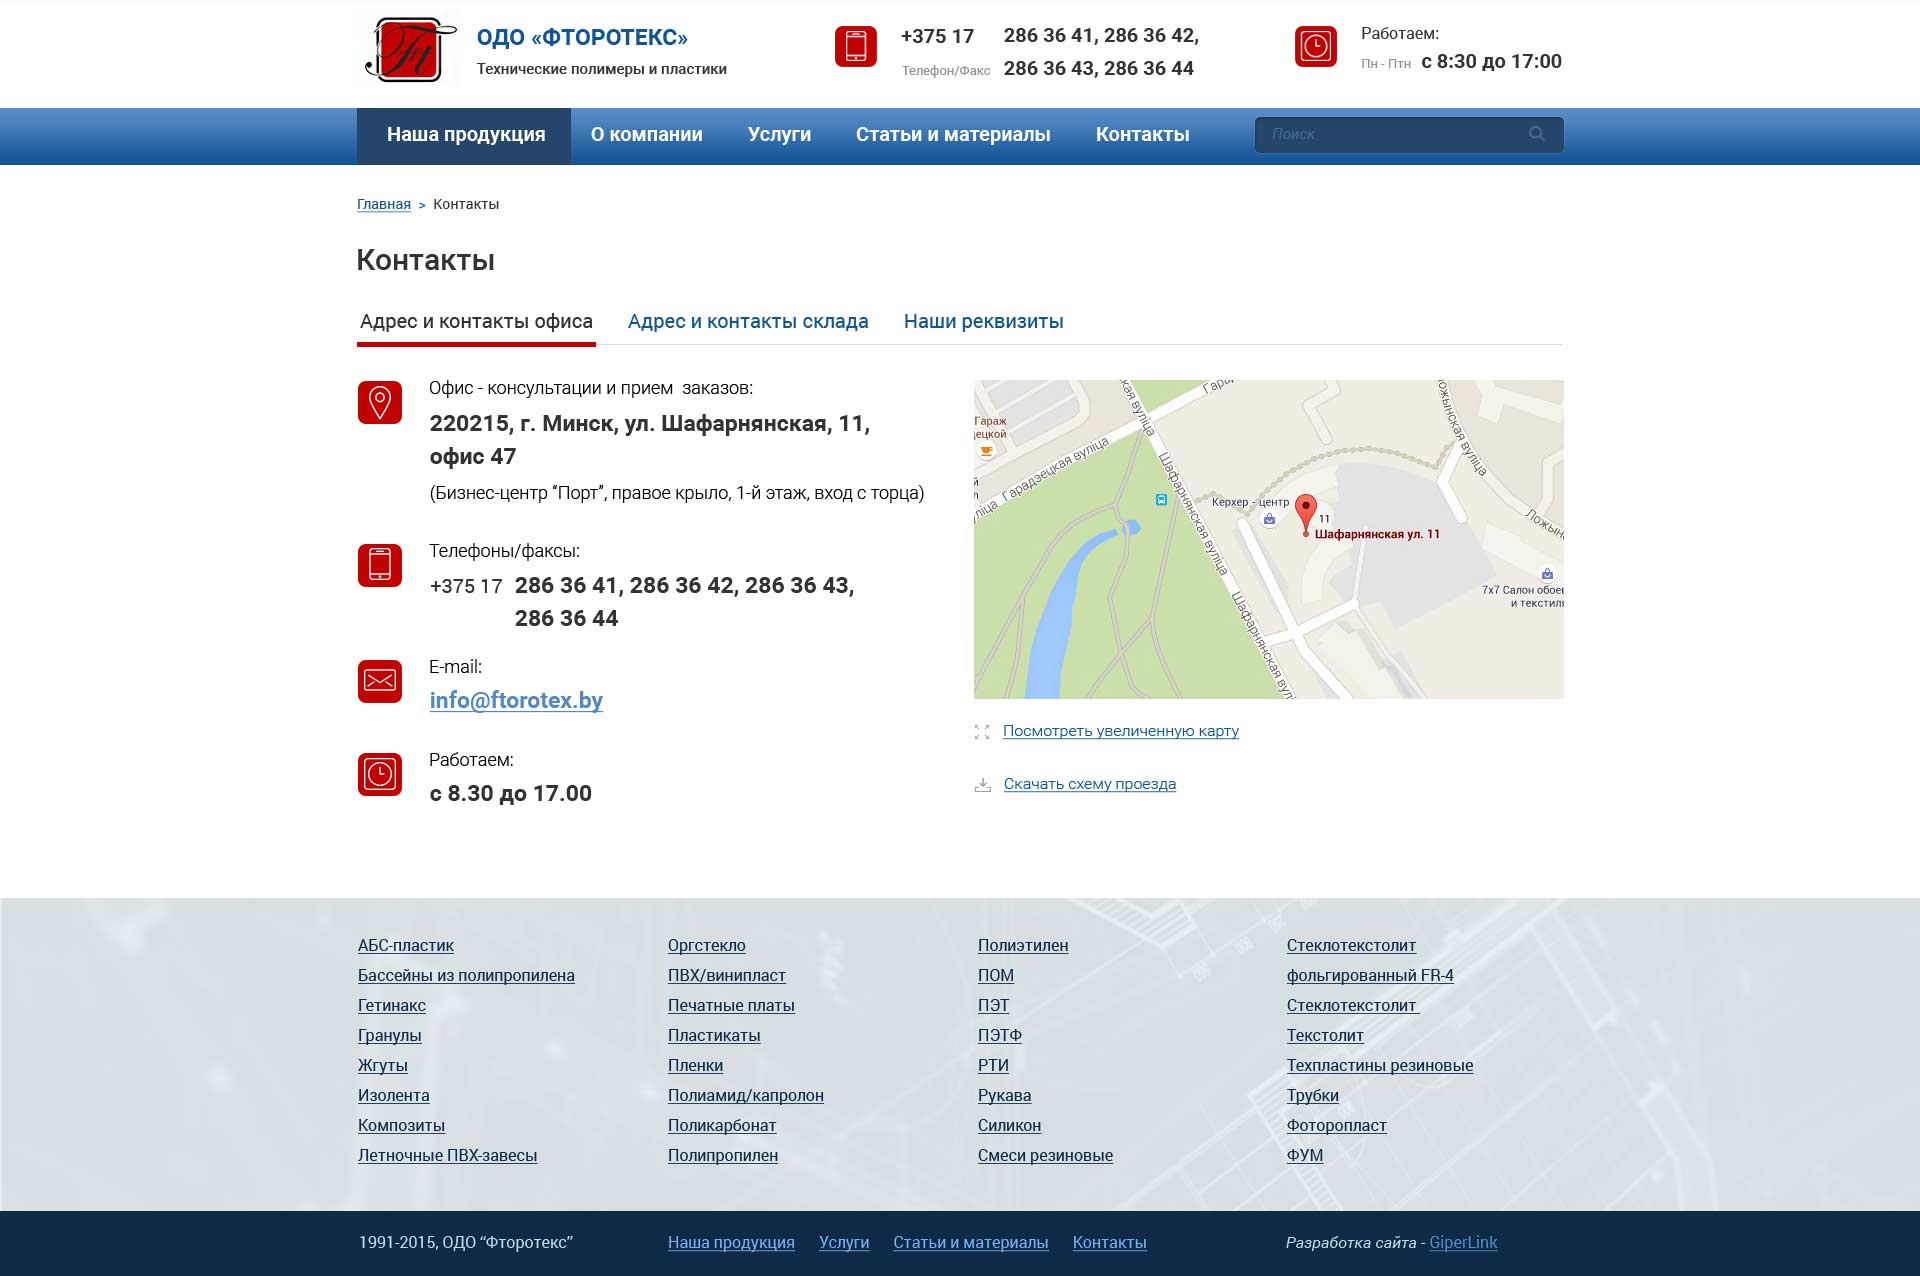 ОДО «ФТОРОТЕКС»
Технические полимеры и пластики
+375 17 286 36 41, 286 36 42,
Телефон/Факс 286 36 43, 286 36 44
Работаем:
Пн - Птн с 8:30 до 17:00
Наша продукция О компании Услуги Статьи и материалы Контакты Поиск
Главная > Контакты
Контакты
Адрес и контакты офиса Адрес и контакты склада Наши реквизиты
Офис - консультации и прием заказов:
220215, г. Минск, ул. Шафарнянская, 11,
офис 47
(Бизнес-центр “Порт”, правое крыло, 1-й этаж, вход с торца)
Телефоны/факсы:
+375 17 286 36 41, 286 36 42, 286 36 43,
286 36 44
E-mail:
info@ftorotex.by
Работаем:
с 8.30 до 17.00
Гараж
Гарадзецкая вуліца
Шафарнянская вуліца
Шафарнянская вуліца
Керхер - центр
11
Шафарнянская ул. 11
7x7 Салон обоев
и текстиля
Посмотреть увеличенную карту
Скачать схему проезда
АБС-пластик
Бассейны из полипропилена
Гетинакс
Гранулы
Жгуты
Изолента
Композиты
Летночные ПВХ-завесы
Оргстекло
ПВХ/винипласт
Печатные платы
Пластикаты
Пленки
Полиамид/капролон
Поликарбонат
Полипропилен
Полиэтилен
ПОМ
ПЭТ
ПЭТФ
РТИ
Рукава
Силикон
Смеси резиновые
Стеклотекстолит
фольгированный FR-4
Стеклотекстолит
Текстолит
Техпластины резиновые
Трубки
Фоторопласт
ФУМ
1991-2015, ОДО “Фторотекс”
Наша продукция Услуги Статьи и материалы Контакты
Разработка сайта - GiperLink